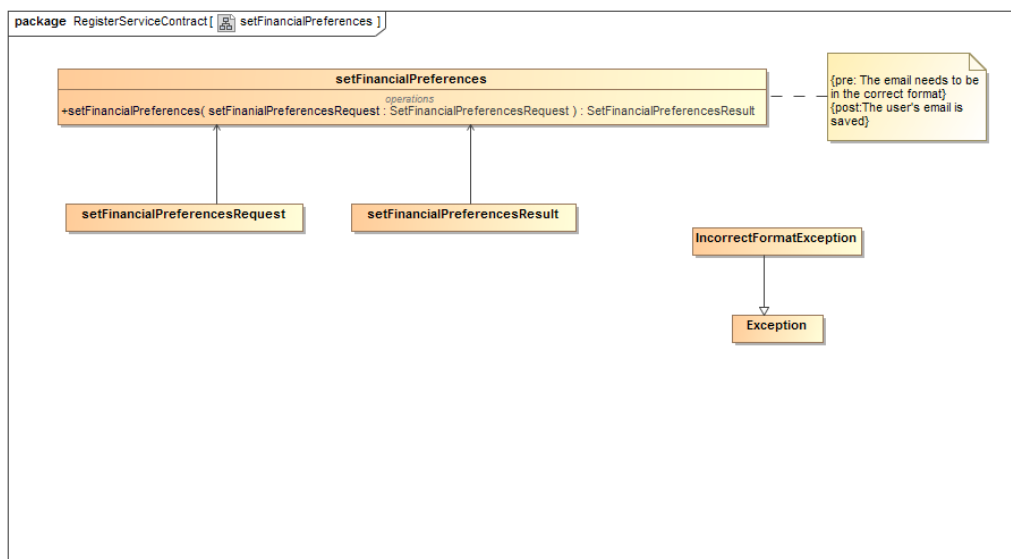 package RegisterServiceContract [ setFinancialPreferences ]
setFinancialPreferences
operations
+setFinancialPreferences( setFinanialPreferencesRequest : SetFinancialPreferencesRequest ) : SetFinancialPreferencesResult
{pre: The email needs to be
in the correct format}
{post:The user's email is
saved}
setFinancialPreferencesRequest
setFinancialPreferencesResult
IncorrectFormatException
Exception